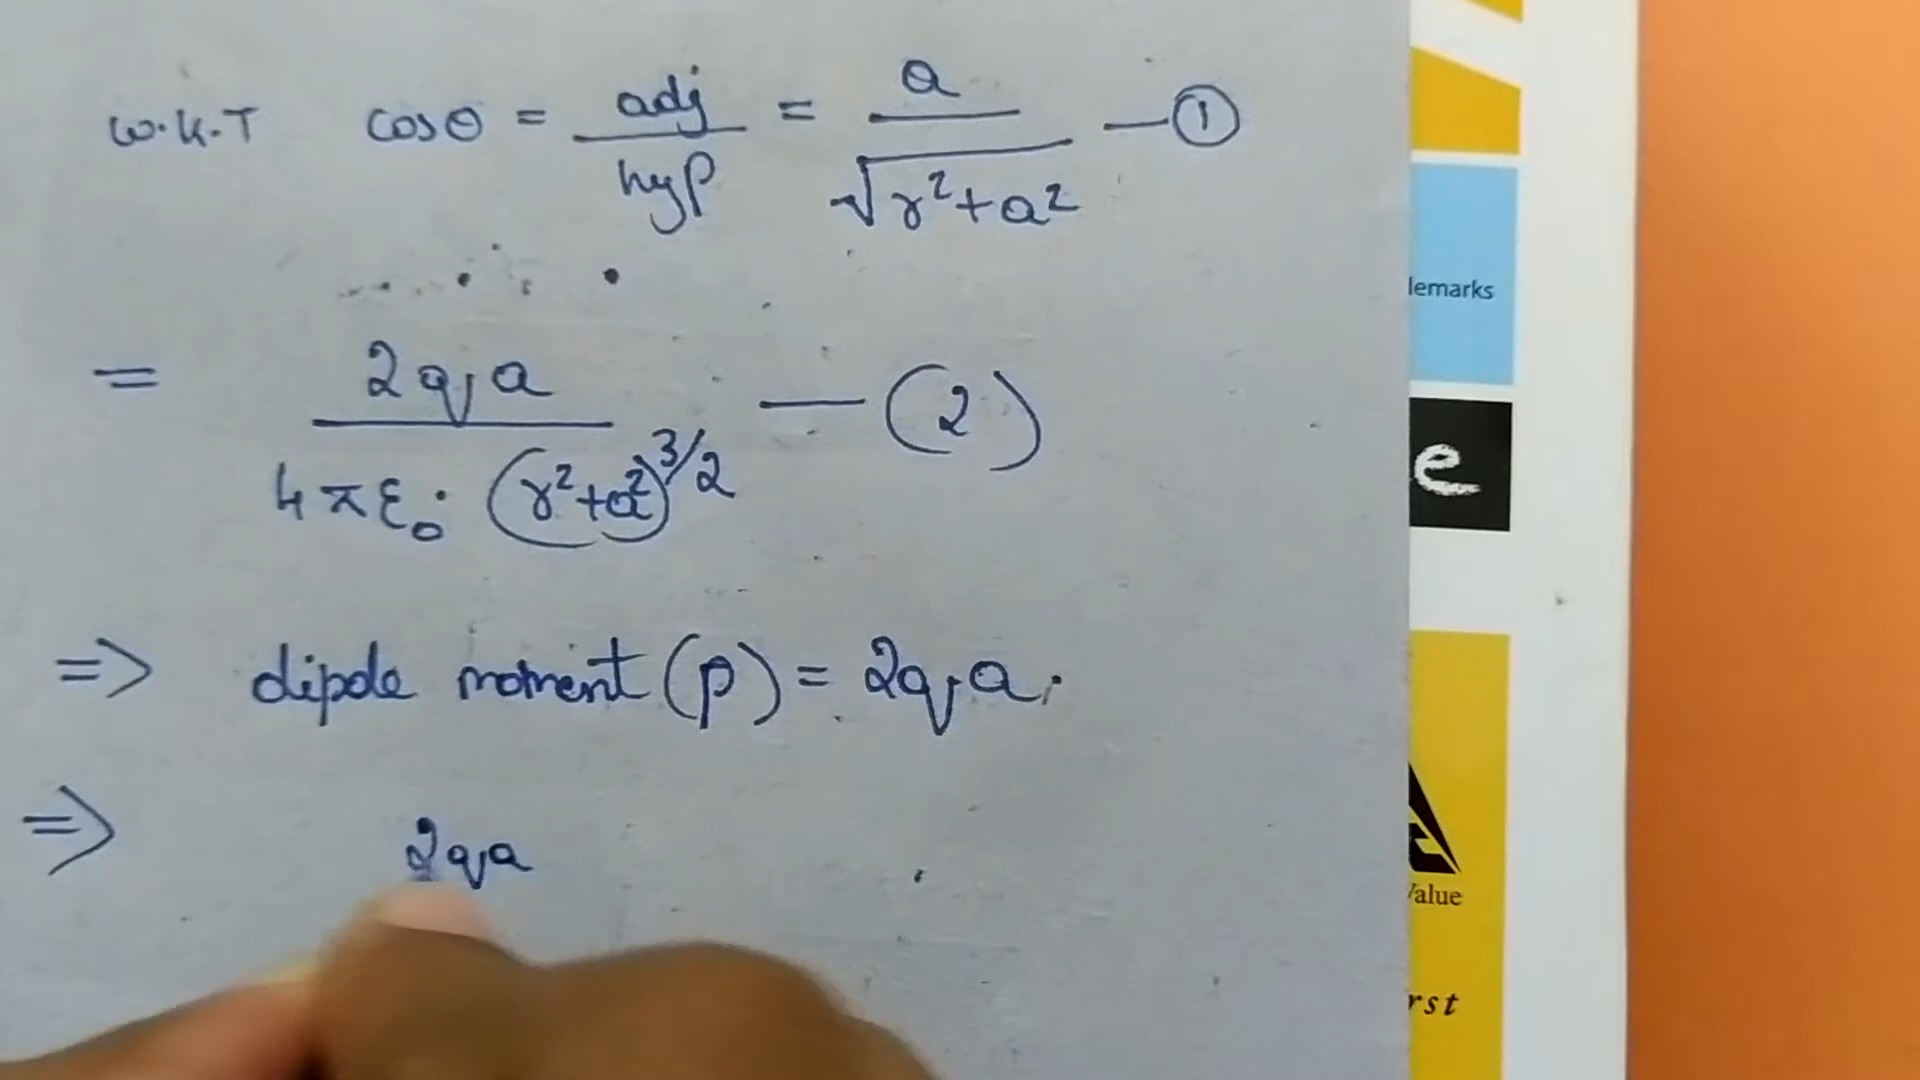 w.k.T cosθ = adj/hyp = a/√r²+a² —①
= 2qa/4πε₀·(r²+a²)^3/2 —(2)
=> dipole moment (p) = 2qa.
=> 2qa
lemarks
e
Value
rst